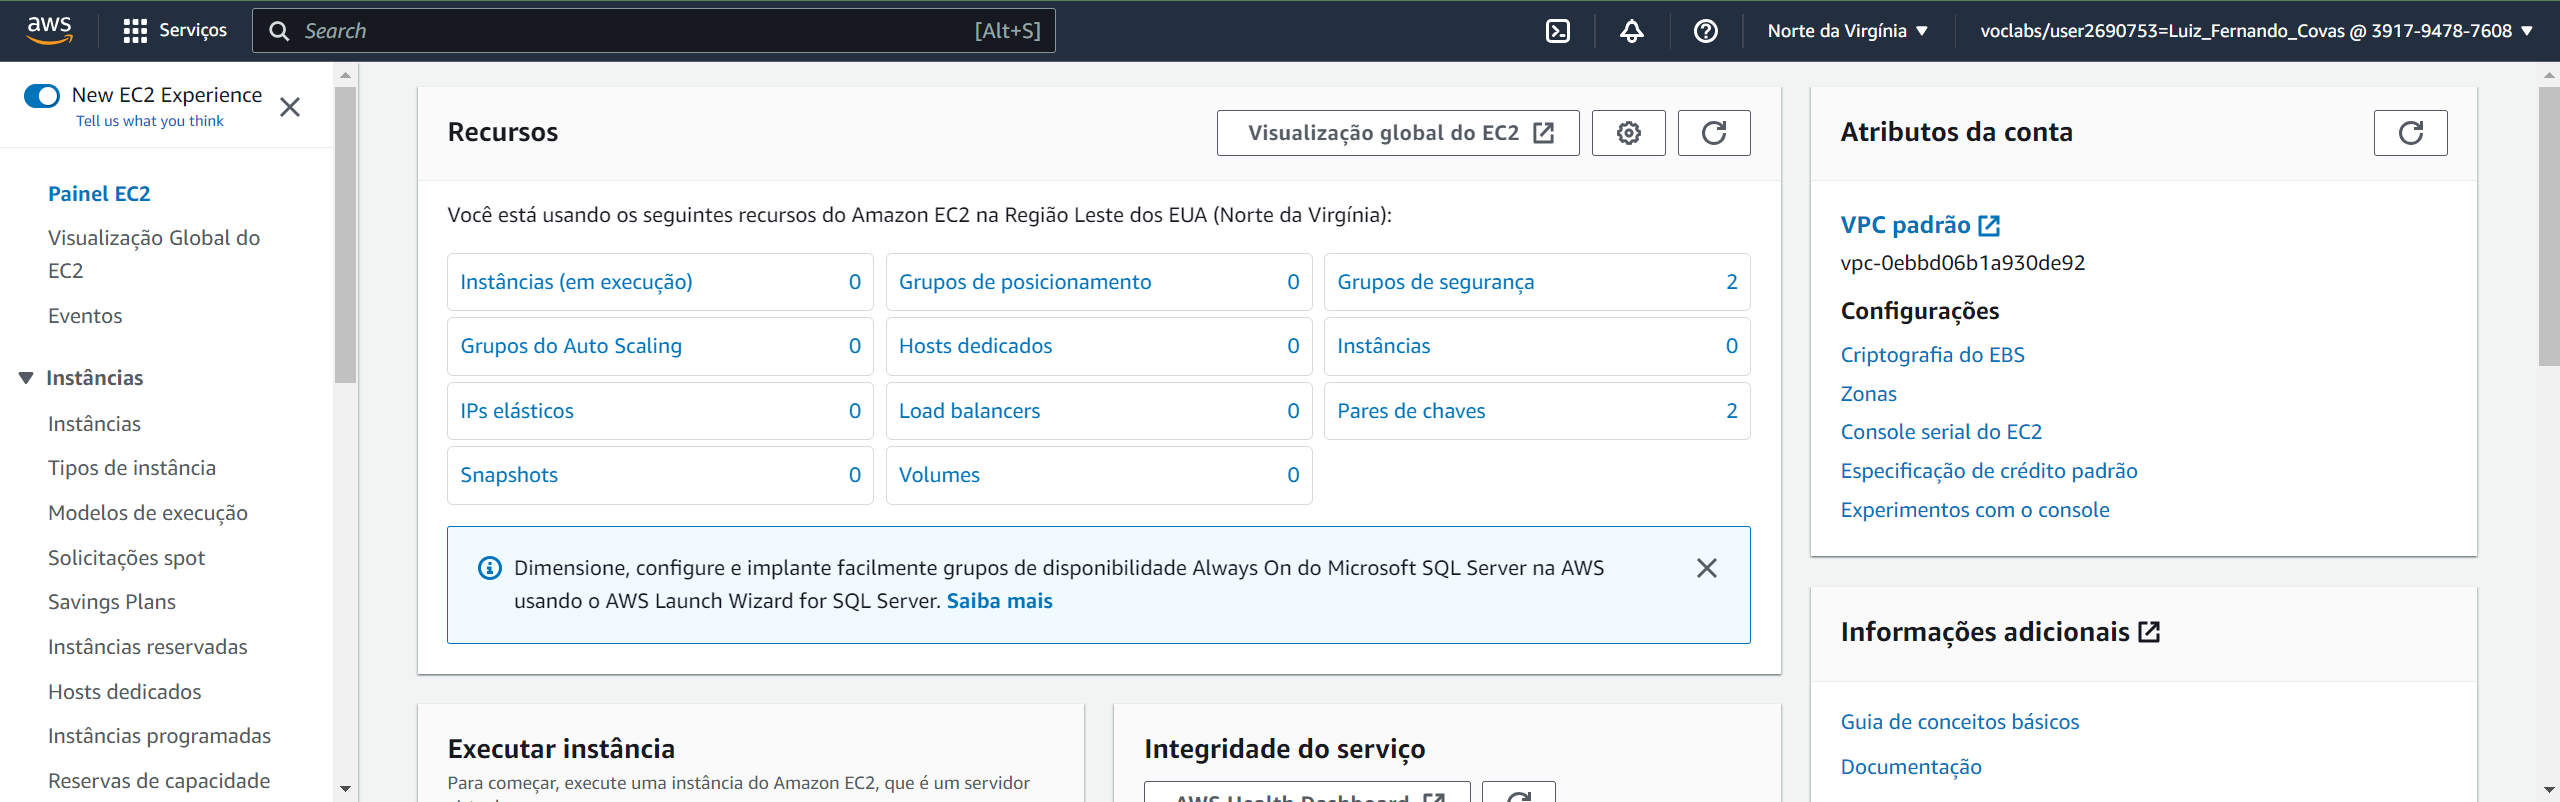 aws
Serviços
Search
[Alt+S]
Norte da Virgínia
voclabs/user2690753=Luiz_Fernando_Covas @ 3917-9478-7608
New EC2 Experience
Tell us what you think
Painel EC2
Visualização Global do
EC2
Eventos
Instâncias
Instâncias
Tipos de instância
Modelos de execução
Solicitações spot
Savings Plans
Instâncias reservadas
Hosts dedicados
Instâncias programadas
Reservas de capacidade
Recursos
Visualização global do EC2
Você está usando os seguintes recursos do Amazon EC2 na Região Leste dos EUA (Norte da Virgínia):
Instâncias (em execução) 0
Grupos de posicionamento 0
Grupos de segurança 2
Grupos do Auto Scaling 0
Hosts dedicados 0
Instâncias 0
IPs elásticos 0
Load balancers 0
Pares de chaves 2
Snapshots 0
Volumes 0
Dimensione, configure e implante facilmente grupos de disponibilidade Always On do Microsoft SQL Server na AWS
usando o AWS Launch Wizard for SQL Server. Saiba mais
Executar instância
Para começar, execute uma instância do Amazon EC2, que é um servidor
Integridade do serviço
AWS Health Dashboard
Atributos da conta
VPC padrão
vpc-0ebbd06b1a930de92
Configurações
Criptografia do EBS
Zonas
Console serial do EC2
Especificação de crédito padrão
Experimentos com o console
Informações adicionais
Guia de conceitos básicos
Documentação